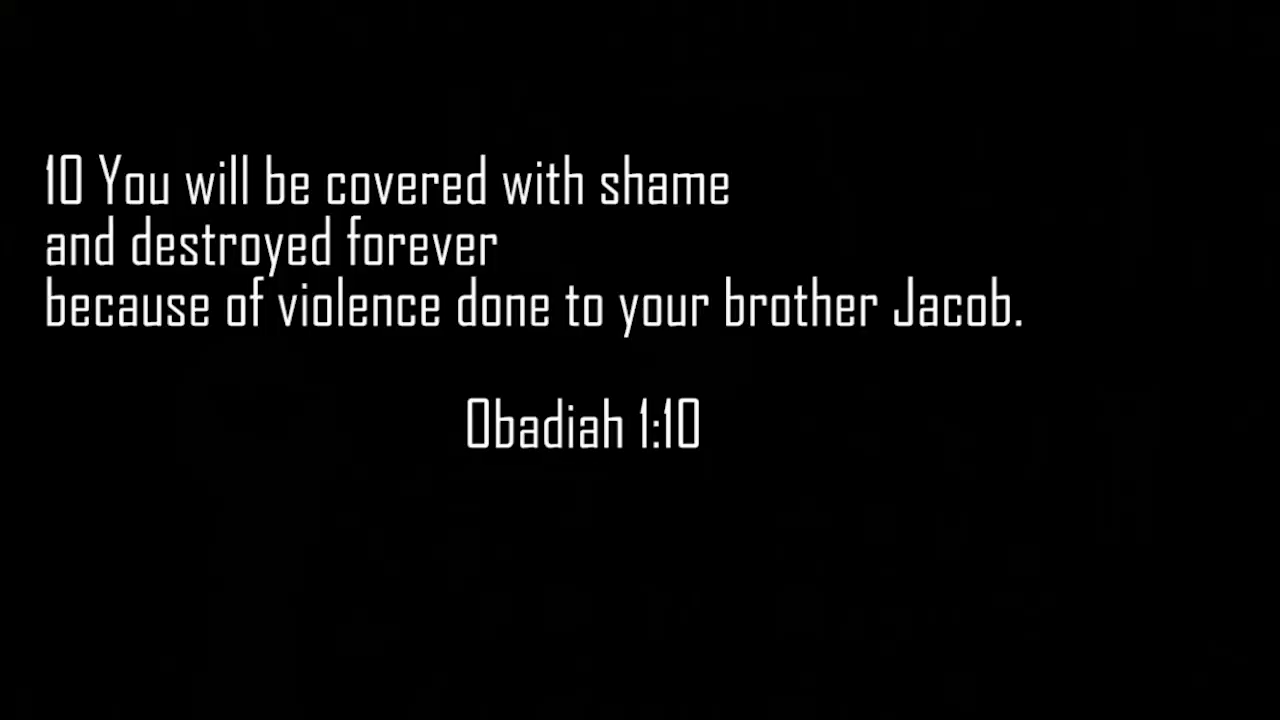 10 You will be covered with shame
and destroyed forever
because of violence done to your brother Jacob.
Obadiah 1:10